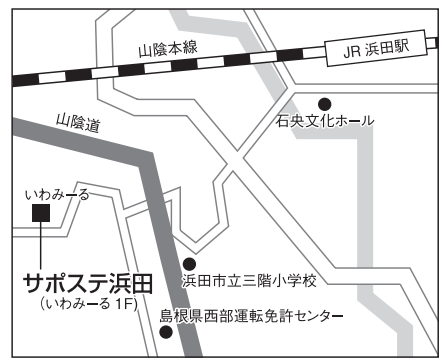 山陰本線
JR 浜田駅
石央文化ホール
山陰道
いわみーる
サポステ浜田
(いわみーる 1F)
浜田市立三階小学校
島根県西部運転免許センター